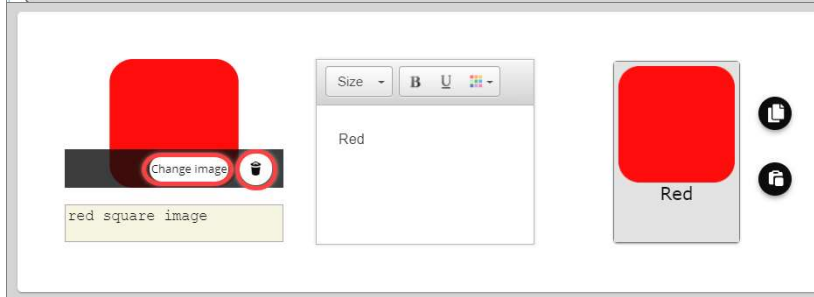 Change image
red square image
Size B U
Red
Red